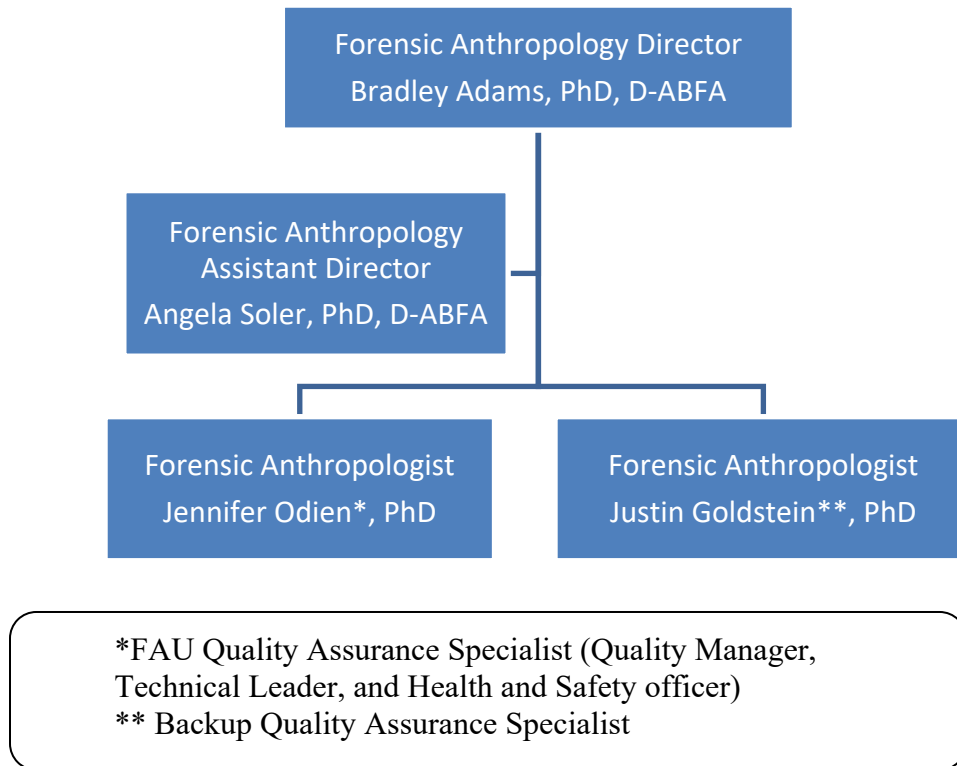 Forensic Anthropology Director
Bradley Adams, PhD, D-ABFA
Forensic Anthropology
Assistant Director
Angela Soler, PhD, D-ABFA
Forensic Anthropologist
Jennifer Odien*, PhD
Forensic Anthropologist
Justin Goldstein**, PhD
*FAU Quality Assurance Specialist (Quality Manager,
Technical Leader, and Health and Safety officer)
** Backup Quality Assurance Specialist